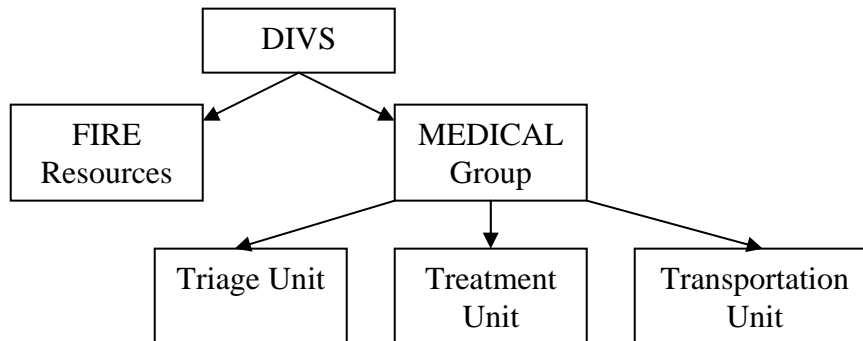 DIVS
FIRE
Resources
MEDICAL
Group
Triage Unit
Treatment
Unit
Transportation
Unit